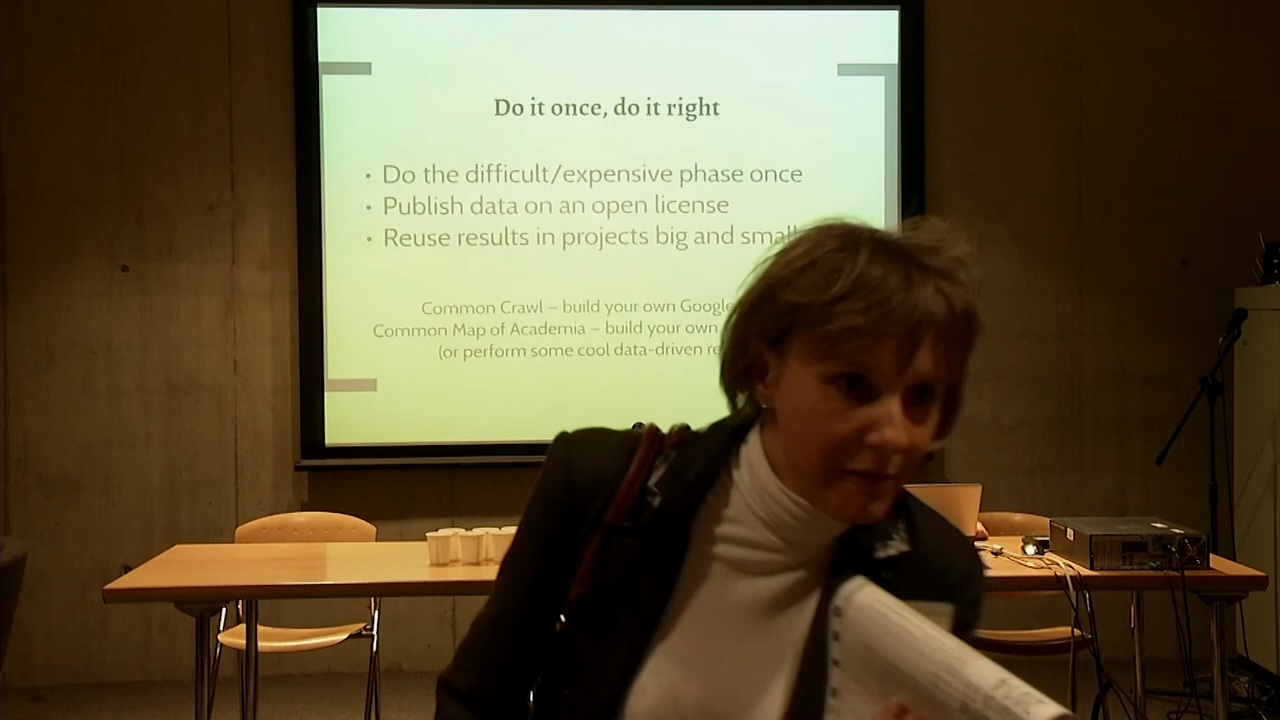 Do it once, do it right
• Do the difficult/expensive phase once
• Publish data on an open license
• Reuse results in projects big and small
Common Crawl – build your own Google
Common Map of Academia – build your own
(or perform some cool data-driven